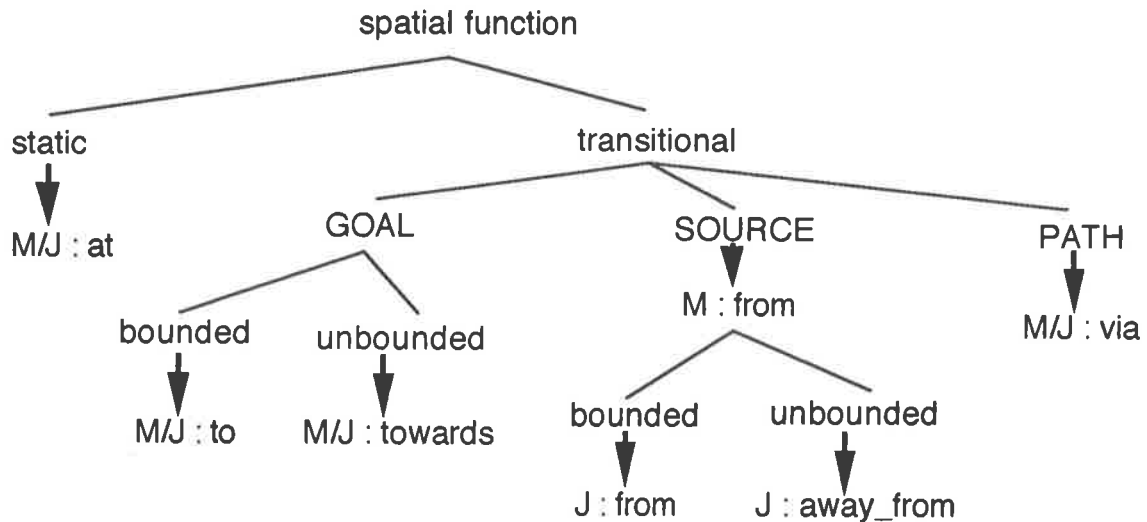 spatial function
static
transitional
M/J : at
GOAL
SOURCE
PATH
M : from
M/J : via
bounded
unbounded
M/J : to
M/J : towards
bounded
unbounded
J : from
J : away_from